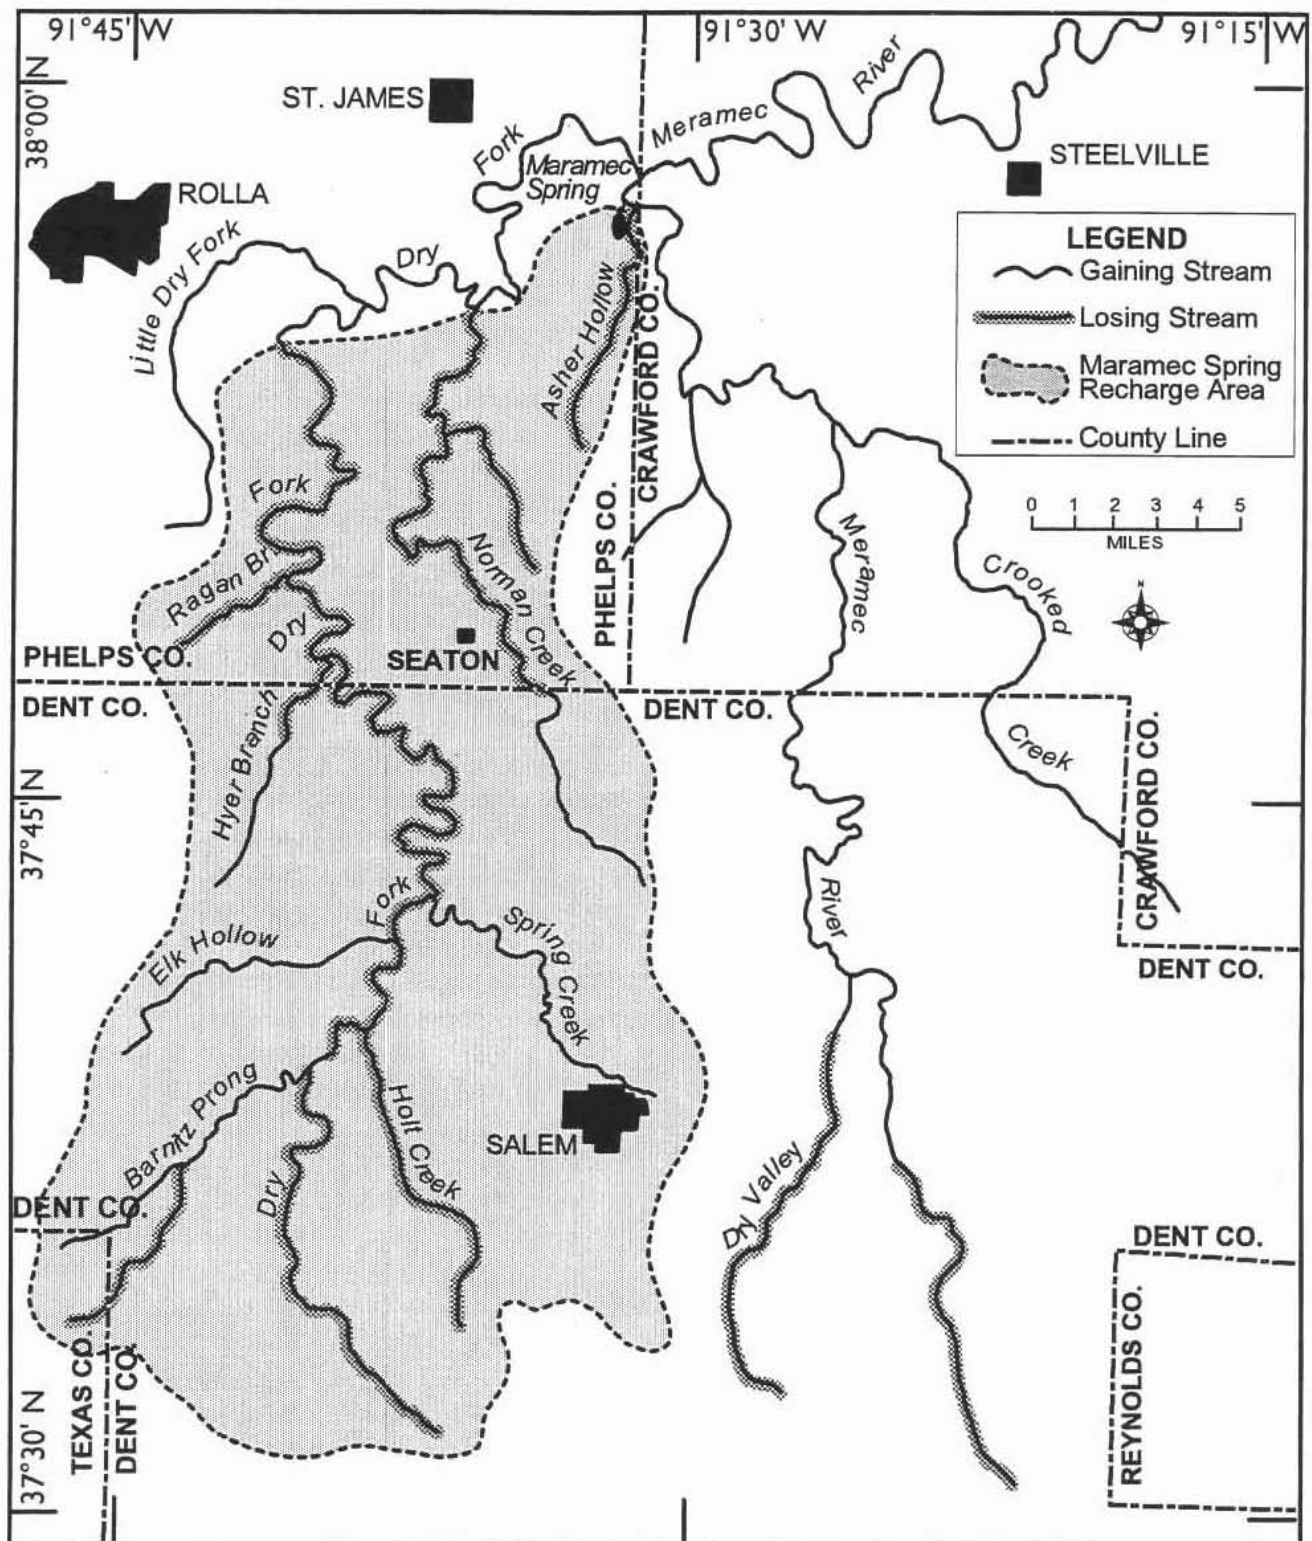 91°45' W
91°30' W
91°15' W
38°00' N
ST. JAMES
River
Meramec
Fork
Maramec
Spring
STEELVILLE
ROLLA
Little Dry Fork
Dry
LEGEND
Gaining Stream
Losing Stream
Maramec Spring
Recharge Area
County Line
Asher Hollow
CRAWFORD CO.
PHELPS CO.
0 1 2 3 4 5
MILES
N
Fork
Ragan Br
Dry
Norman Creek
Meramec
Crooked
PHELPS CO.
SEATON
DENT CO.
DENT CO.
Hyer Branch
Creek
CRAWFORD CO.
37°45' N
Fork
River
Elk Hollow
Spring Creek
DENT CO.
Barnitz Prong
Holt Creek
SALEM
Dry
Dry Valley
DENT CO.
DENT CO.
TEXAS CO.
DENT CO.
REYNOLDS CO.
37°30' N